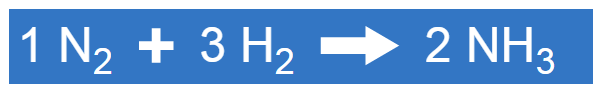 1 N₂ + 3 H₂ → 2 NH₃